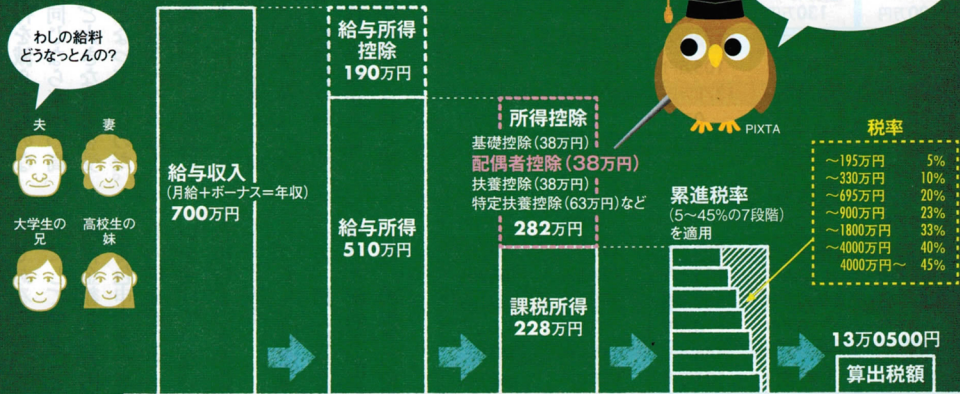 わしの給料
どうなっとんの?
夫
妻
大学生の
兄
高校生の
妹
給与収入
(月給+ボーナス=年収)
700万円
給与所得
控除
190万円
給与所得
510万円
所得控除
基礎控除(38万円)
配偶者控除(38万円)
扶養控除(38万円)
特定扶養控除(63万円)など
282万円
課税所得
228万円
PIXTA
累進税率
(5〜45%の7段階)
を適用
税率
〜195万円 5%
〜330万円 10%
〜695万円 20%
〜900万円 23%
〜1800万円 33%
〜4000万円 40%
4000万円〜 45%
13万0500円
算出税額